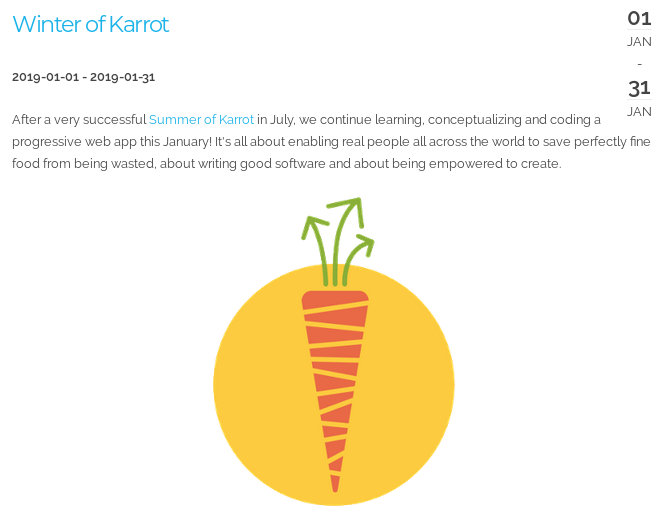 Winter of Karrot
01
JAN
-
31
JAN
2019-01-01 - 2019-01-31
After a very successful Summer of Karrot in July, we continue learning, conceptualizing and coding a
progressive web app this January! It's all about enabling real people all across the world to save perfectly fine
food from being wasted, about writing good software and about being empowered to create.